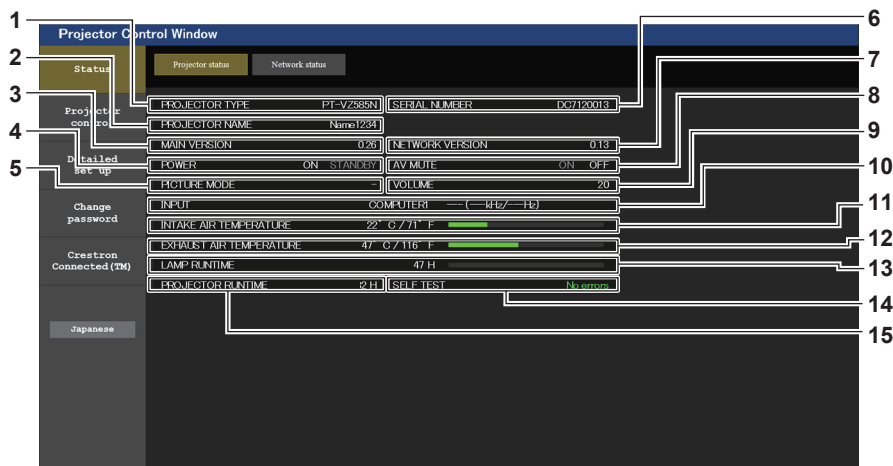 1
2
3
4
5
6
7
8
9
10
11
12
13
14
15
Projector Control Window
Status
Projector status
Network status
Projector
control
Detailed
set up
Change
password
Crestron
Connected(TM)
Japanese
PROJECTOR TYPE PT-VZ585N SERIAL NUMBER DC7120013
PROJECTOR NAME Name1234
MAIN VERSION 0.26 NETWORK VERSION 0.13
POWER ON STANDBY AV MUTE ON OFF
PICTURE MODE - VOLUME 20
INPUT COMPUTER1 ---(---kHz/---Hz)
INTAKE AIR TEMPERATURE 22° C / 71° F
EXHAUST AIR TEMPERATURE 47° C / 116° F
LAMP RUNTIME 47 H
PROJECTOR RUNTIME H SELF TEST No errors